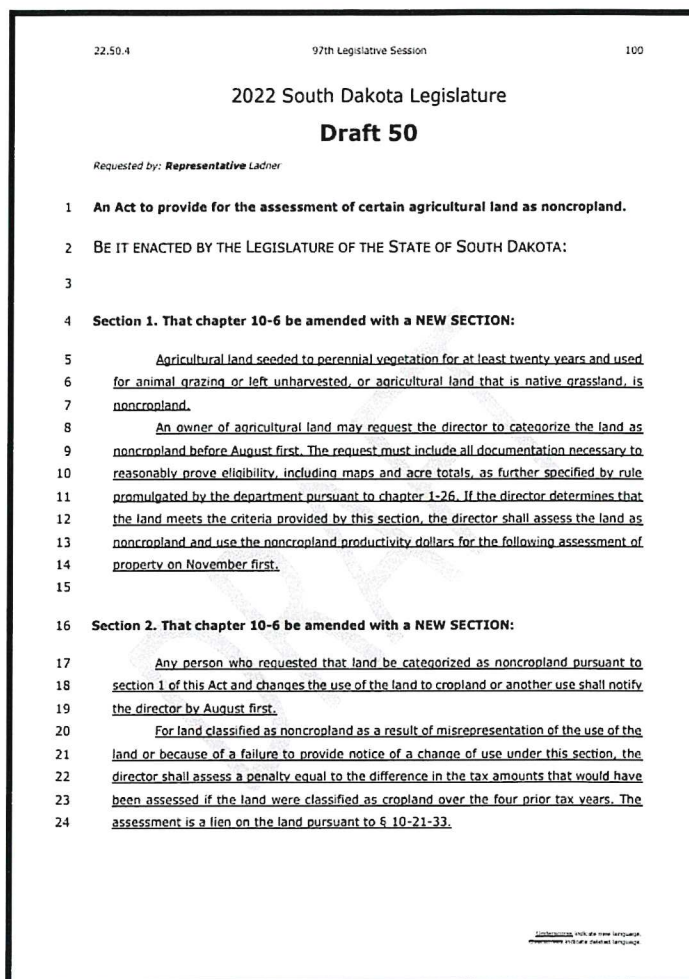 22.50.4 97th Legislative Session 100
2022 South Dakota Legislature
Draft 50
Requested by: Representative Ladner
1 An Act to provide for the assessment of certain agricultural land as noncropland.
2 BE IT ENACTED BY THE LEGISLATURE OF THE STATE OF SOUTH DAKOTA:
3
4 Section 1. That chapter 10-6 be amended with a NEW SECTION:
5 Agricultural land seeded to perennial vegetation for at least twenty years and used
6 for animal grazing or left unharvested, or agricultural land that is native grassland, is
7 noncropland.
8 An owner of agricultural land may request the director to categorize the land as
9 noncropland before August first. The request must include all documentation necessary to
10 reasonably prove eligibility, including maps and acre totals, as further specified by rule
11 promulgated by the department pursuant to chapter 1-26. If the director determines that
12 the land meets the criteria provided by this section, the director shall assess the land as
13 noncropland and use the noncropland productivity dollars for the following assessment of
14 property on November first.
15
16 Section 2. That chapter 10-6 be amended with a NEW SECTION:
17 Any person who requested that land be categorized as noncropland pursuant to
18 section 1 of this Act and changes the use of the land to cropland or another use shall notify
19 the director by August first.
20 For land classified as noncropland as a result of misrepresentation of the use of the
21 land or because of a failure to provide notice of a change of use under this section, the
22 director shall assess a penalty equal to the difference in the tax amounts that would have
23 been assessed if the land were classified as cropland over the four prior tax years. The
24 assessment is a lien on the land pursuant to § 10-21-33.
DRAFT
Underscores indicate new language.
Overstrikes indicate deleted language.